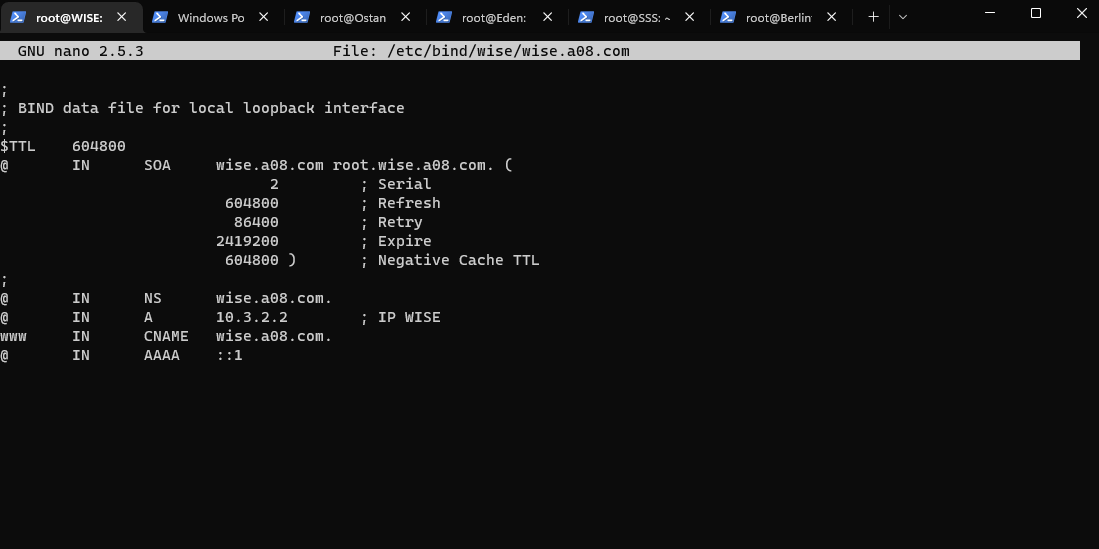 root@WISE: Windows Po root@Ostan root@Eden: root@SSS: ~ root@Berlin
GNU nano 2.5.3 File: /etc/bind/wise/wise.a08.com
;
; BIND data file for local loopback interface
;
$TTL 604800
@ IN SOA wise.a08.com root.wise.a08.com. (
2 ; Serial
604800 ; Refresh
86400 ; Retry
2419200 ; Expire
604800 ) ; Negative Cache TTL
;
@ IN NS wise.a08.com.
@ IN A 10.3.2.2 ; IP WISE
www IN CNAME wise.a08.com.
@ IN AAAA ::1